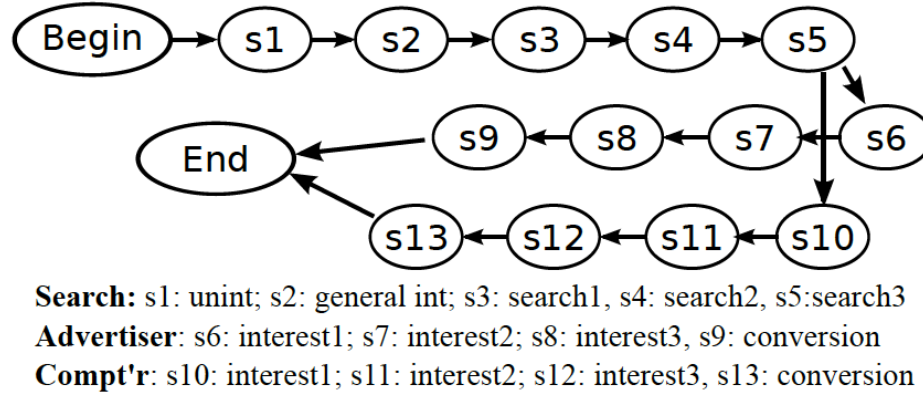 Begin s1 s2 s3 s4 s5
End s9 s8 s7 s6
s13 s12 s11 s10
Search: s1: unint; s2: general int; s3: search1, s4: search2, s5:search3
Advertiser: s6: interest1; s7: interest2; s8: interest3, s9: conversion
Compt'r: s10: interest1; s11: interest2; s12: interest3, s13: conversion